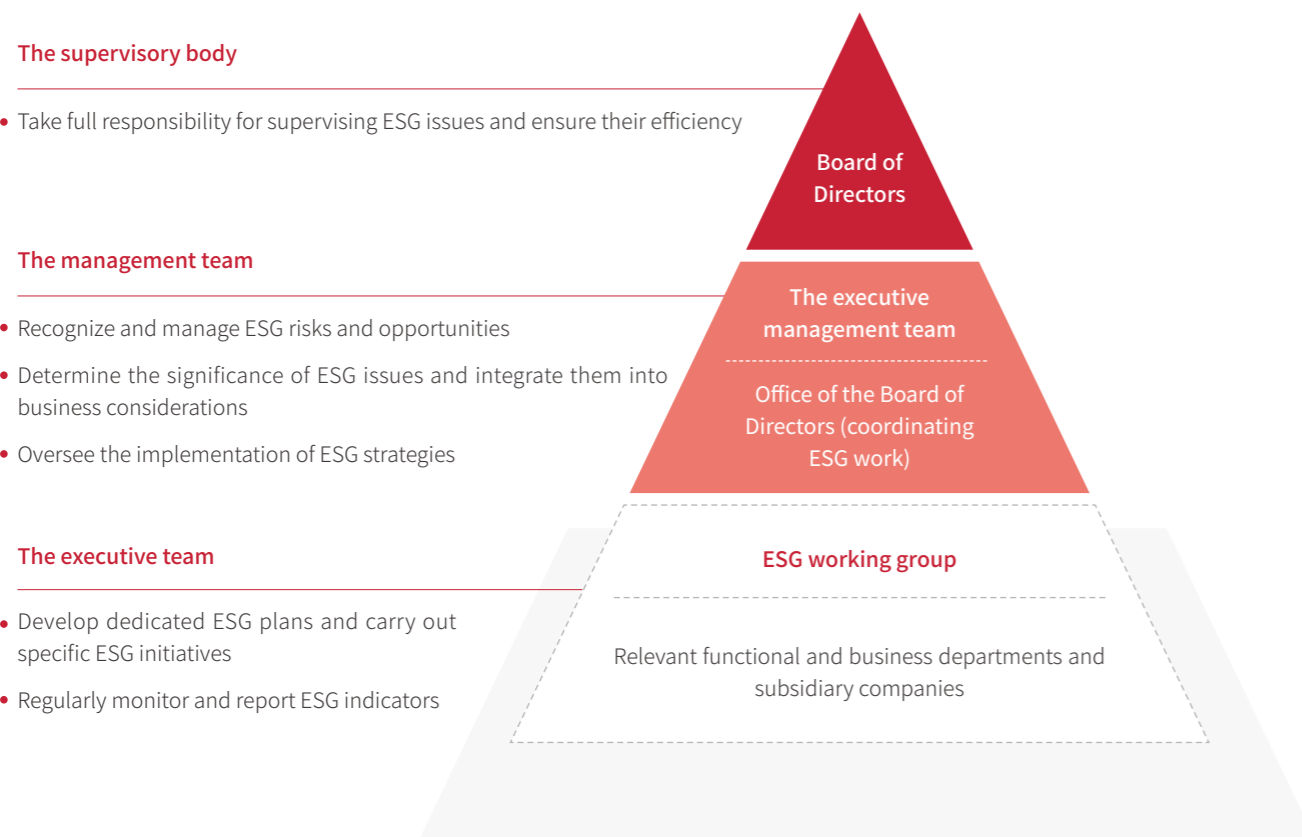 The supervisory body
• Take full responsibility for supervising ESG issues and ensure their efficiency
Board of
Directors
The management team
• Recognize and manage ESG risks and opportunities
• Determine the significance of ESG issues and integrate them into
business considerations
• Oversee the implementation of ESG strategies
The executive
management team
Office of the Board of
Directors (coordinating
ESG work)
The executive team
• Develop dedicated ESG plans and carry out
specific ESG initiatives
• Regularly monitor and report ESG indicators
ESG working group
Relevant functional and business departments and
subsidiary companies